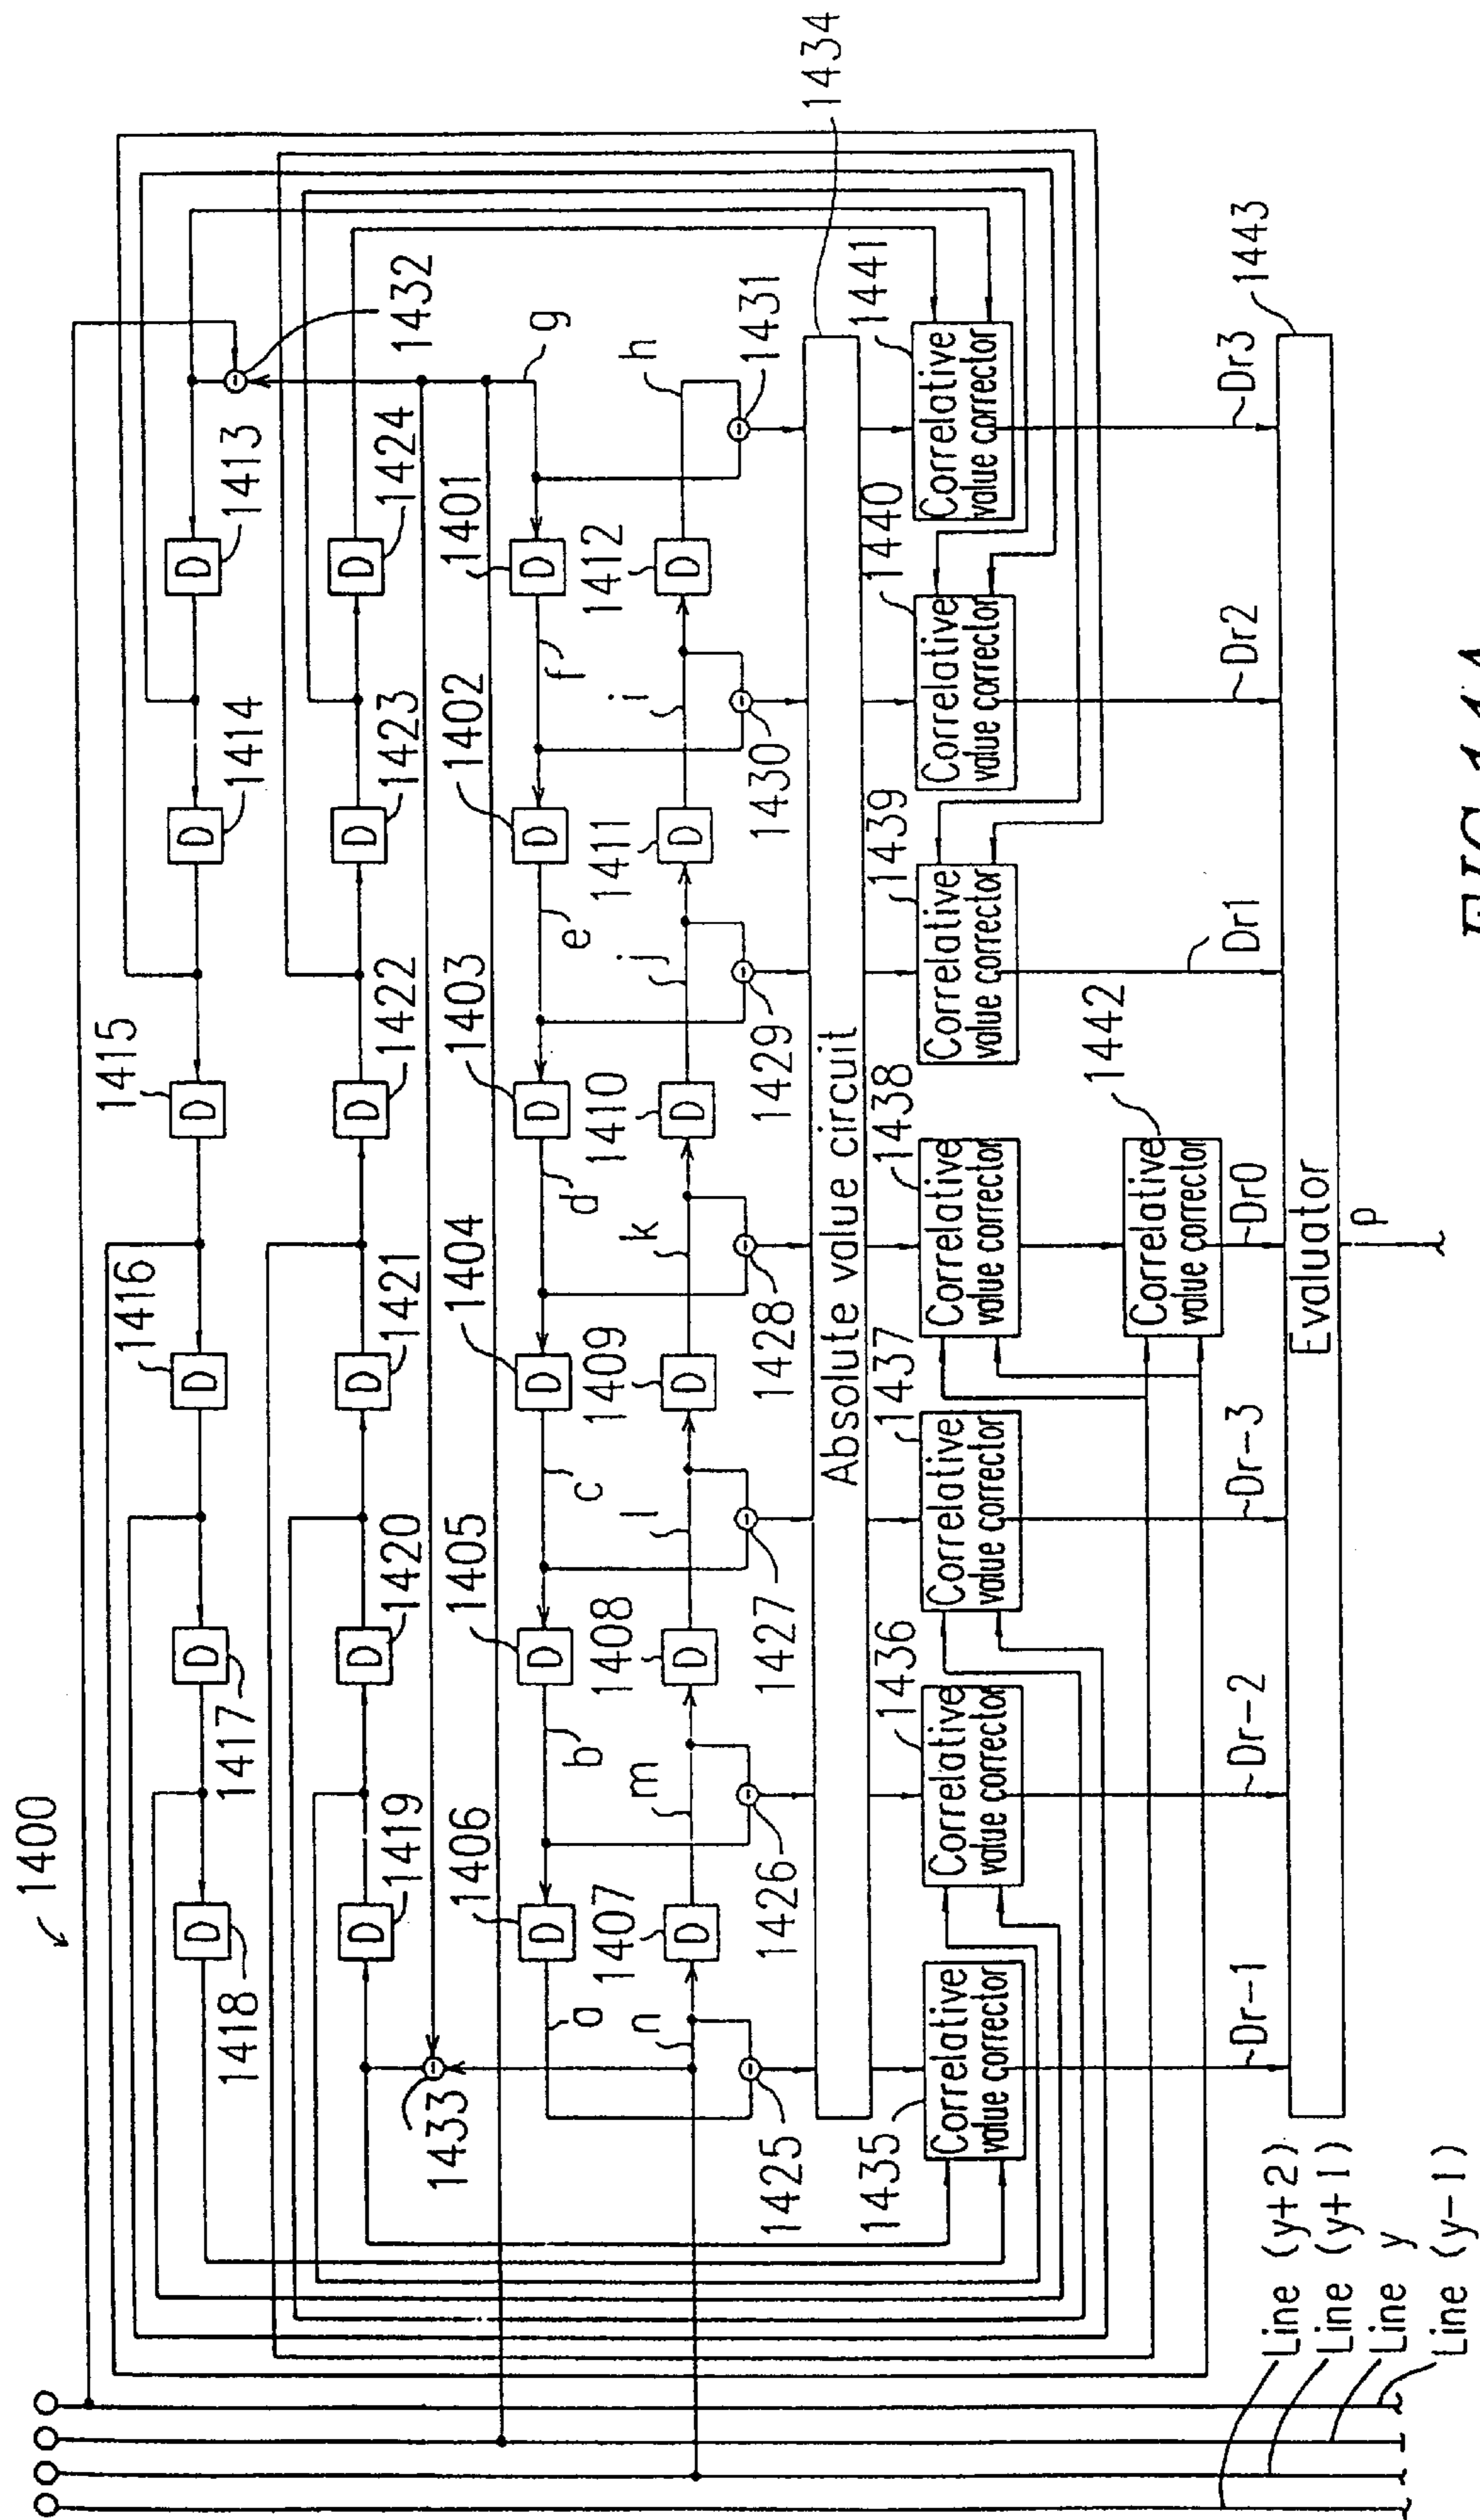 1400
1418
1417
1416
1415
1414
1413
1432
D
D
D
D
D
D
1433
1419
1420
1421
1422
1423
1424
D
D
D
D
D
D
1406
1405
1404
1403
1402
1401
D
D
D
D
D
D
a
b
c
d
e
f
g
1407
1408
1409
1410
1411
1412
D
D
D
D
D
D
n
m
l
k
j
i
h
1425
1426
1427
1428
1429
1430
1431
Absolute value circuit
1434
1435
1436
1437
1438
1439
1440
1441
Correlative
value corrector
Correlative
value corrector
Correlative
value corrector
Correlative
value corrector
Correlative
value corrector
Correlative
value corrector
Correlative
value corrector
1442
Correlative
value corrector
Dr-1
Dr-2
Dr-3
Dr0
Dr1
Dr2
Dr3
Evaluator
1443
p
Line (y+2)
Line (y+1)
Line y
Line (y-1)